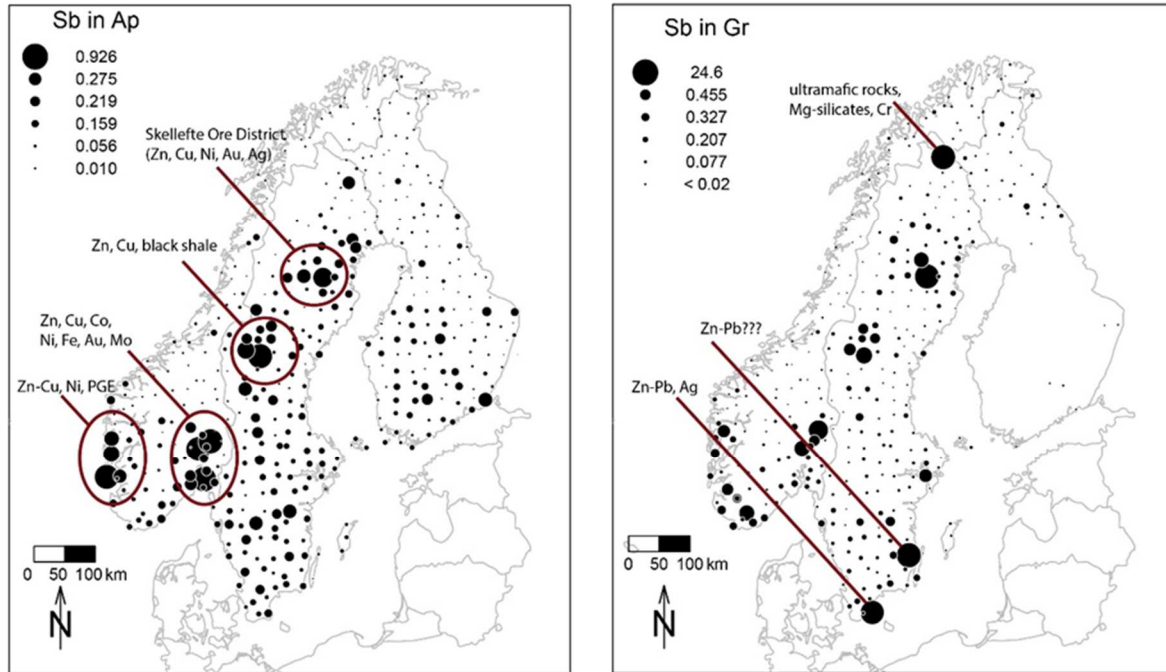 Sb in Ap
0.926
0.275
0.219
0.159
0.056
0.010
Skellefte Ore District
(Zn, Cu, Ni, Au, Ag)
Zn, Cu, black shale
Zn, Cu, Co,
Ni, Fe, Au, Mo
Zn-Cu, Ni, PGE
0 50 100 km
N
Sb in Gr
24.6
0.455
0.327
0.207
0.077
< 0.02
ultramafic rocks,
Mg-silicates, Cr
Zn-Pb???
Zn-Pb, Ag
0 50 100 km
N